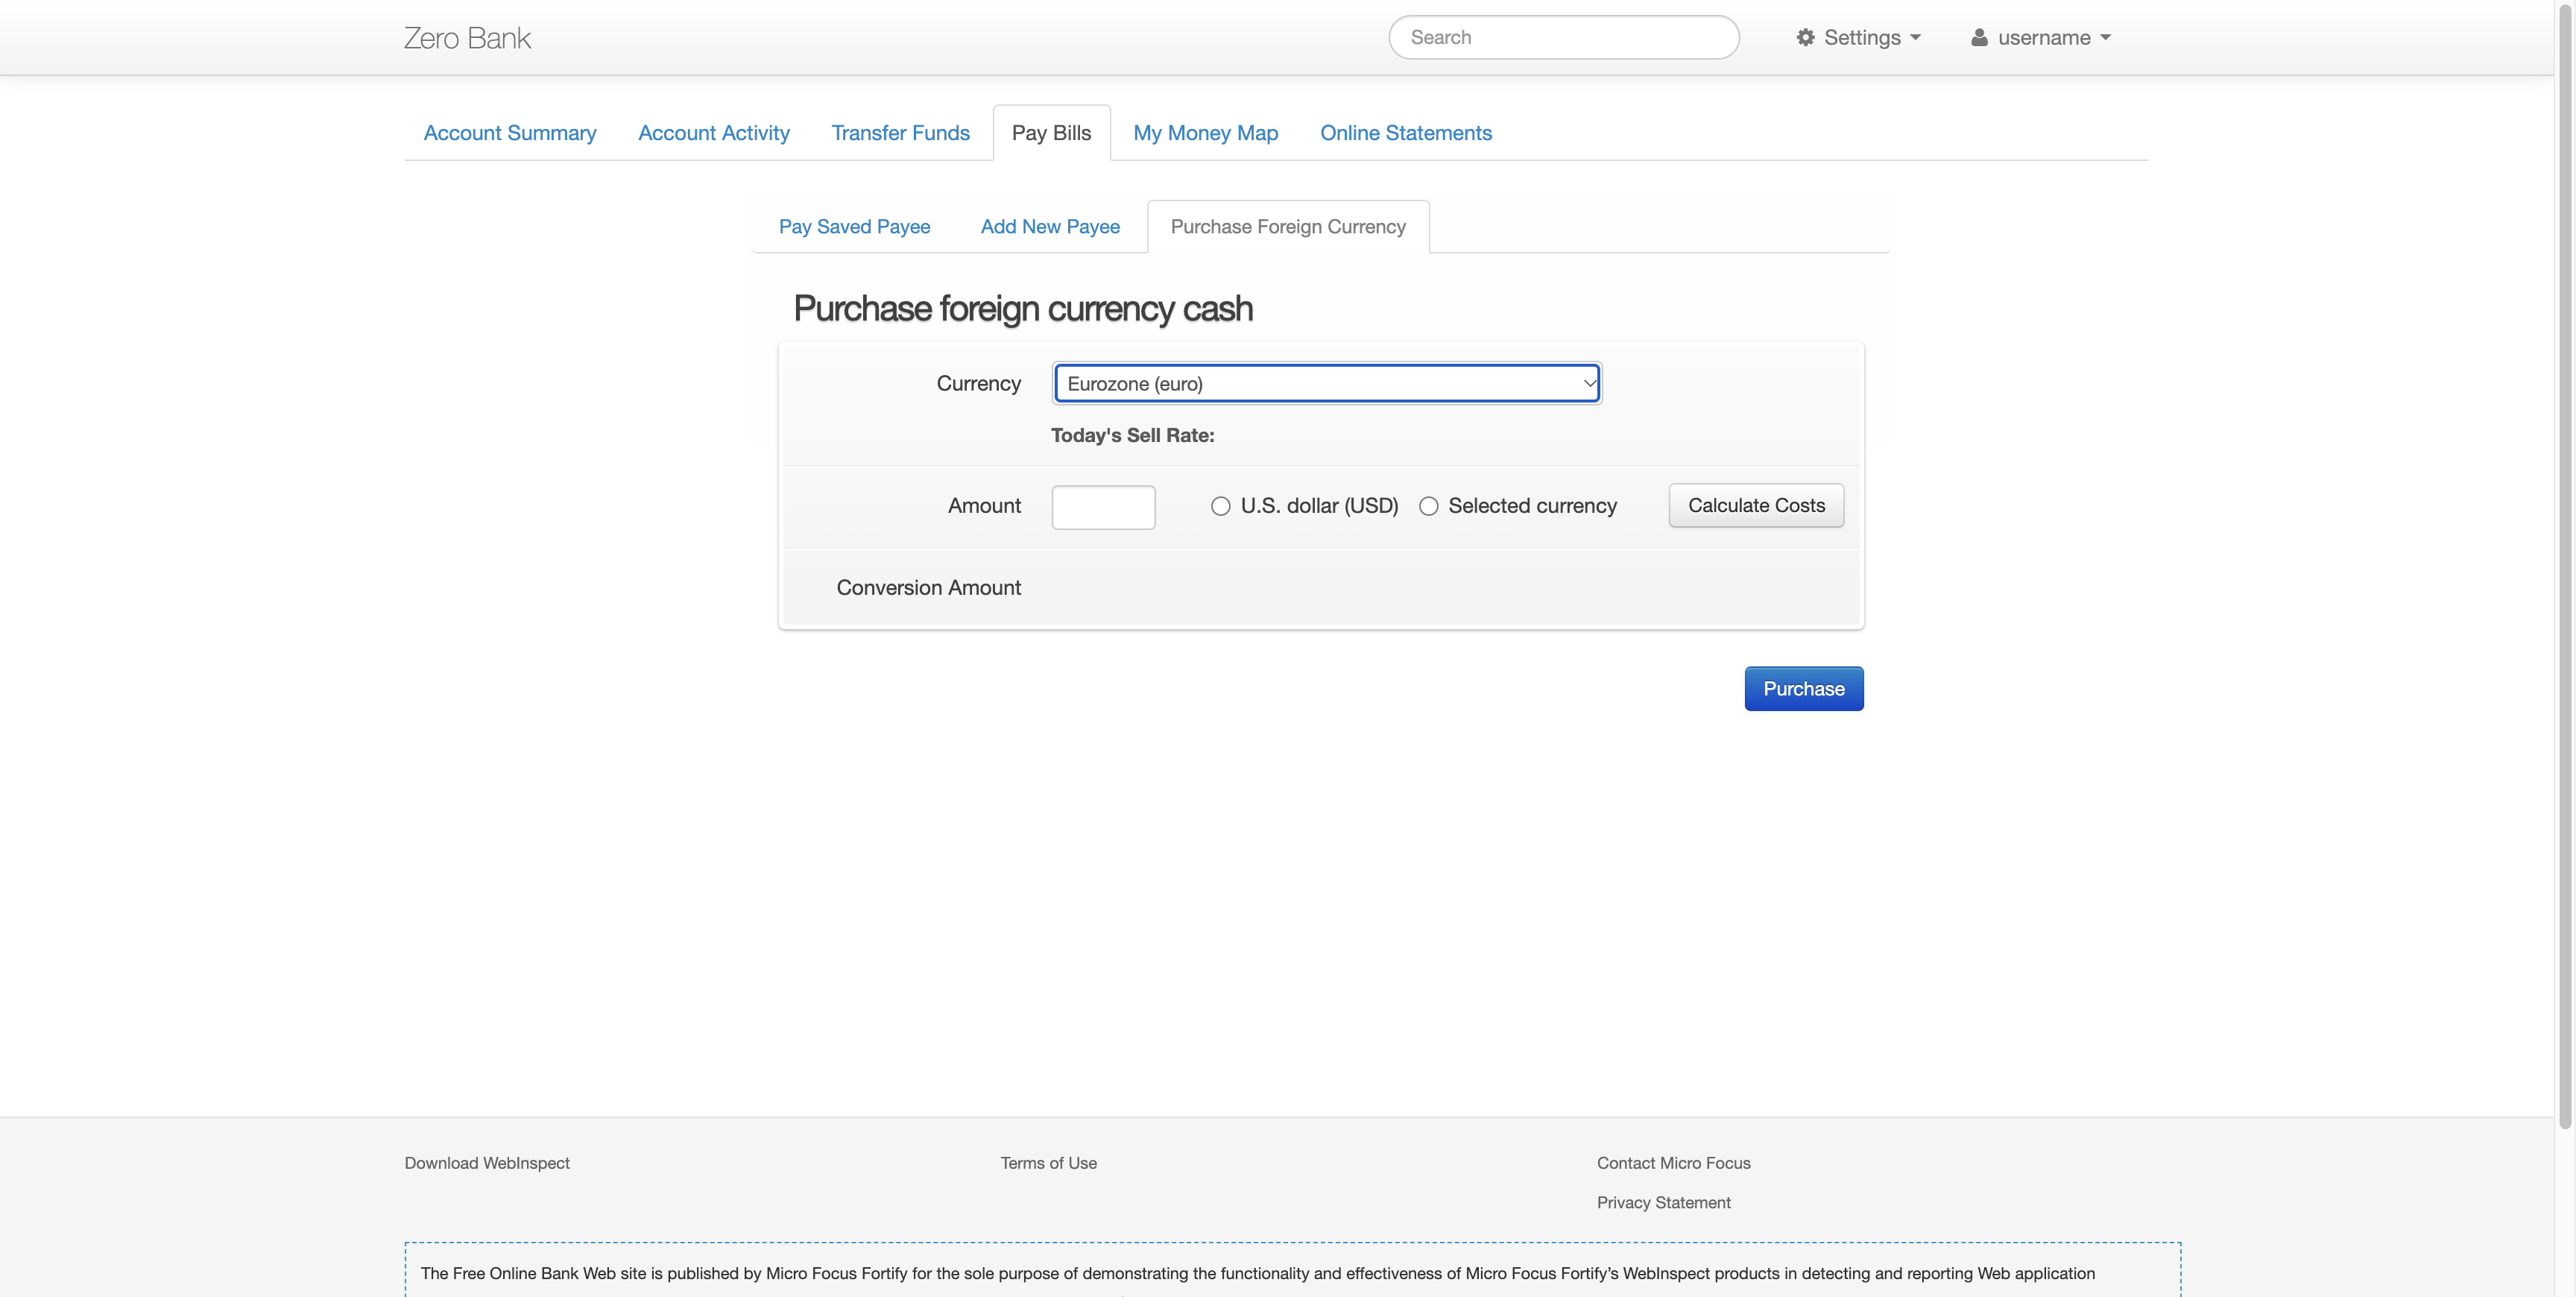 Zero Bank
Search
Settings
username
Account Summary
Account Activity
Transfer Funds
Pay Bills
My Money Map
Online Statements
Pay Saved Payee
Add New Payee
Purchase Foreign Currency
Purchase foreign currency cash
Currency
Eurozone (euro)
Today's Sell Rate:
Amount
U.S. dollar (USD)
Selected currency
Calculate Costs
Conversion Amount
Purchase
Download WebInspect
Terms of Use
Contact Micro Focus
Privacy Statement
The Free Online Bank Web site is published by Micro Focus Fortify for the sole purpose of demonstrating the functionality and effectiveness of Micro Focus Fortify’s WebInspect products in detecting and reporting Web application